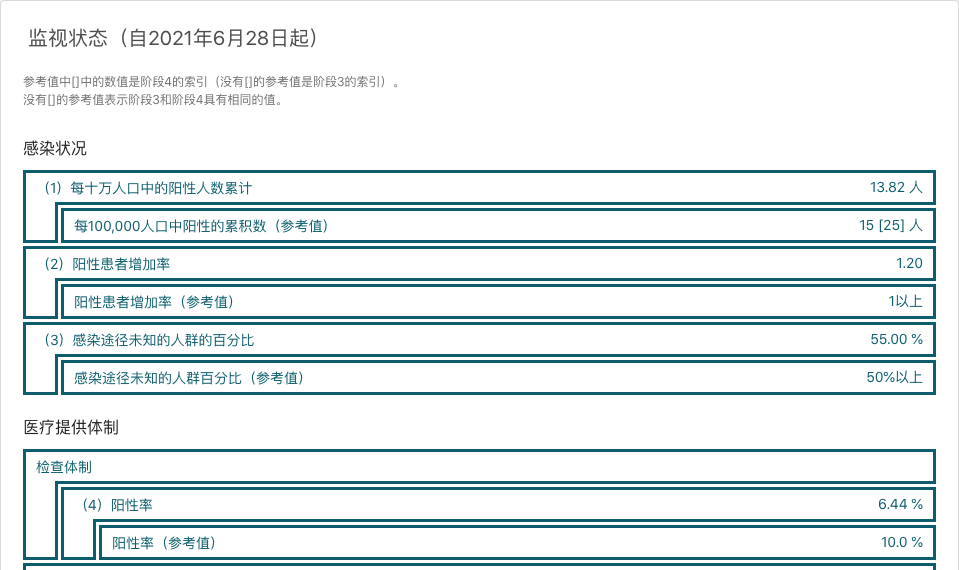 监视状态（自2021年6月28日起）
参考值中[]中的数值是阶段4的索引（没有[]的参考值是阶段3的索引）。
没有[]的参考值表示阶段3和阶段4具有相同的值。
感染状况
（1）每十万人口中的阳性人数累计 13.82 人
每100,000人口中阳性的累积数（参考值） 15 [25] 人
（2）阳性患者增加率 1.20
阳性患者增加率（参考值） 1以上
（3）感染途径未知的人群的百分比 55.00 %
感染途径未知的人群百分比（参考值） 50%以上
医疗提供体制
检查体制
（4）阳性率 6.44 %
阳性率（参考值） 10.0 %